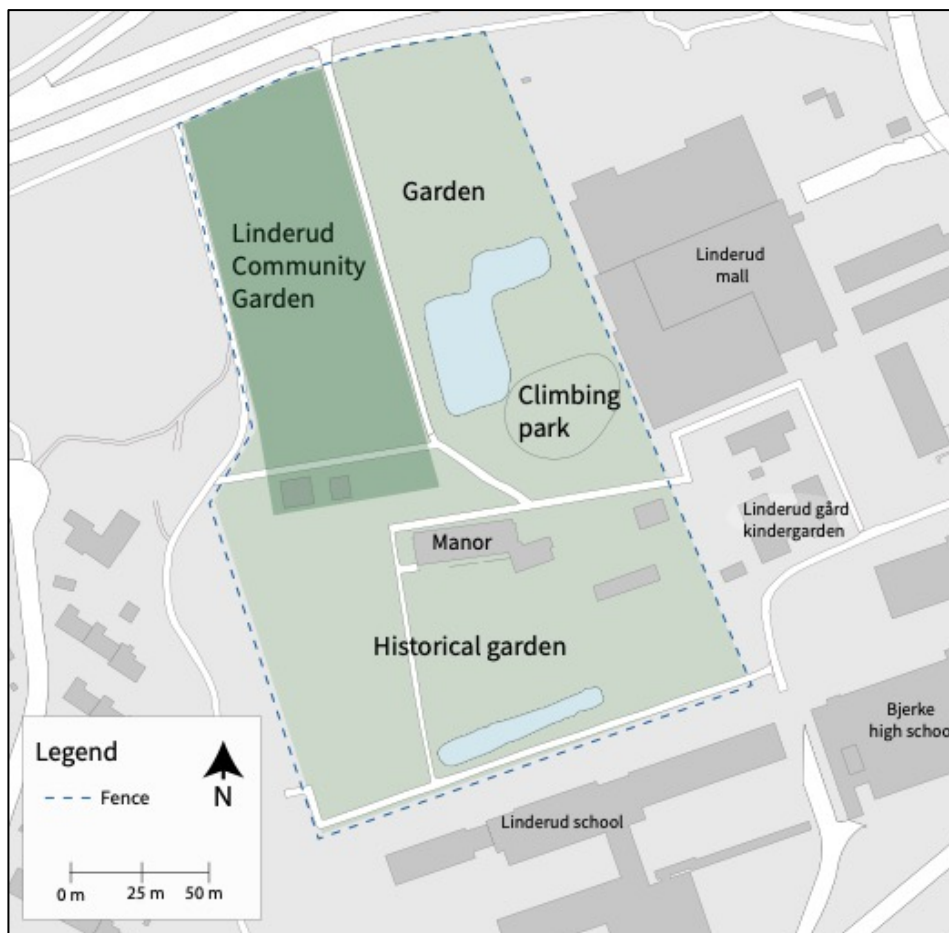 Garden
Linderud
Community
Garden
Linderud
mall
Climbing
park
Linderud gård
kindergarden
Manor
Historical garden
Bjerke
high schoo
Linderud school
Legend
N
Fence
0 m
25 m
50 m